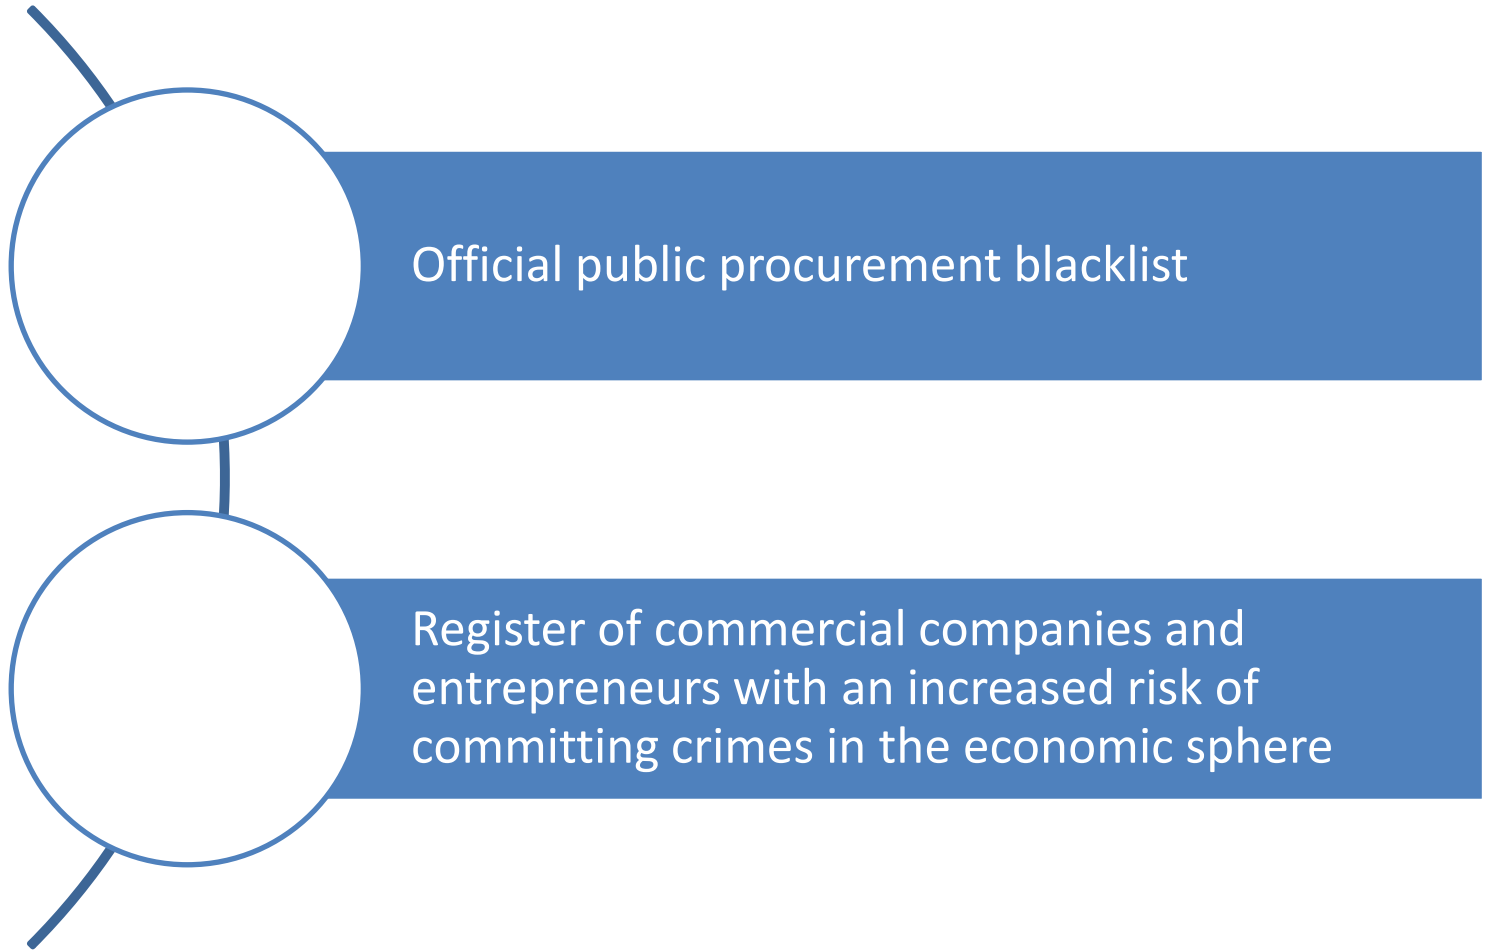 Official public procurement blacklist
Register of commercial companies and
entrepreneurs with an increased risk of
committing crimes in the economic sphere